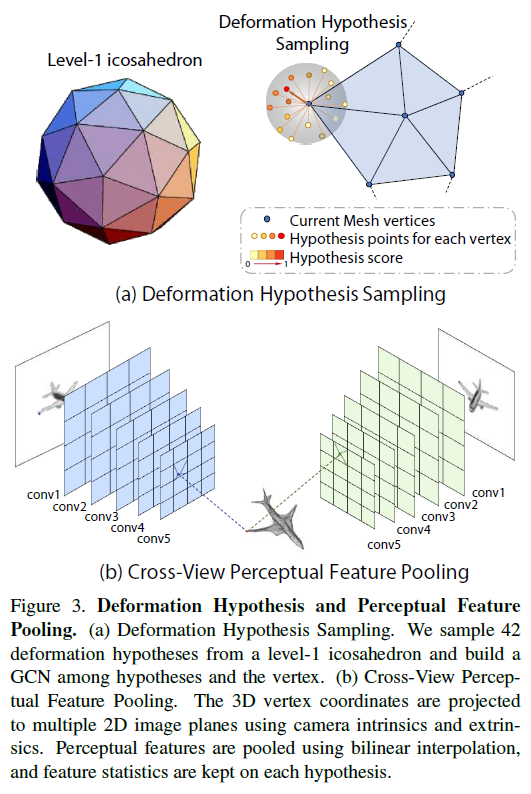 Deformation Hypothesis
Sampling
Level-1 icosahedron
Current Mesh vertices
Hypothesis points for each vertex
Hypothesis score
0 1
(a) Deformation Hypothesis Sampling
conv1
conv2
conv3
conv4
conv5
conv1
conv2
conv3
conv4
conv5
(b) Cross-View Perceptual Feature Pooling
Figure 3. Deformation Hypothesis and Perceptual Feature
Pooling. (a) Deformation Hypothesis Sampling. We sample 42
deformation hypotheses from a level-1 icosahedron and build a
GCN among hypotheses and the vertex. (b) Cross-View Percep-
tual Feature Pooling. The 3D vertex coordinates are projected
to multiple 2D image planes using camera intrinsics and extrin-
sics. Perceptual features are pooled using bilinear interpolation,
and feature statistics are kept on each hypothesis.